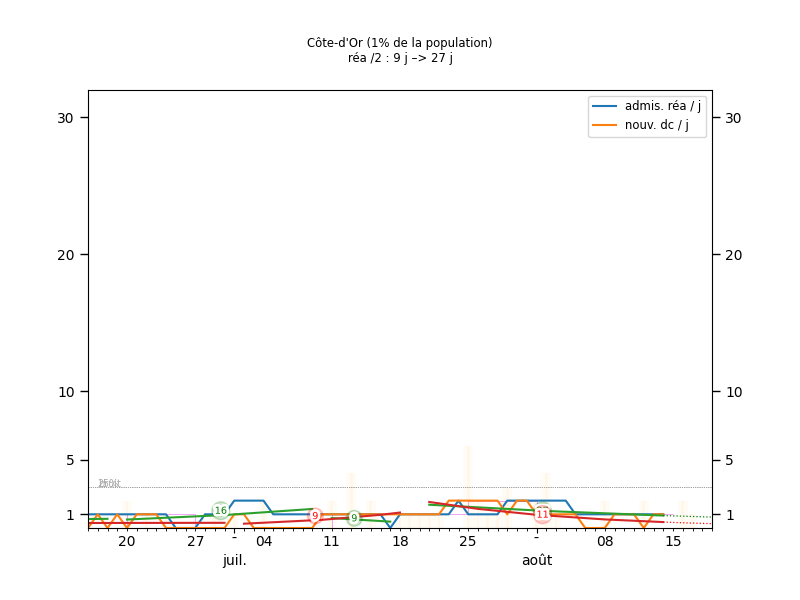 Côte-d'Or (1% de la population)
réa /2 : 9 j –> 27 j
admis. réa / j
nouv. dc / j
30 30
20 20
10 10
5 5
1 1
16 9 9 11
20 27 - 04 11 18 25 - 08 15
juil. août